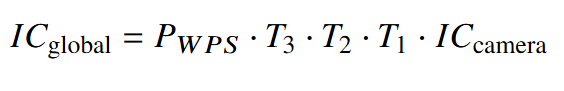 IC_global = P_WPS · T_3 · T_2 · T_1 · IC_camera